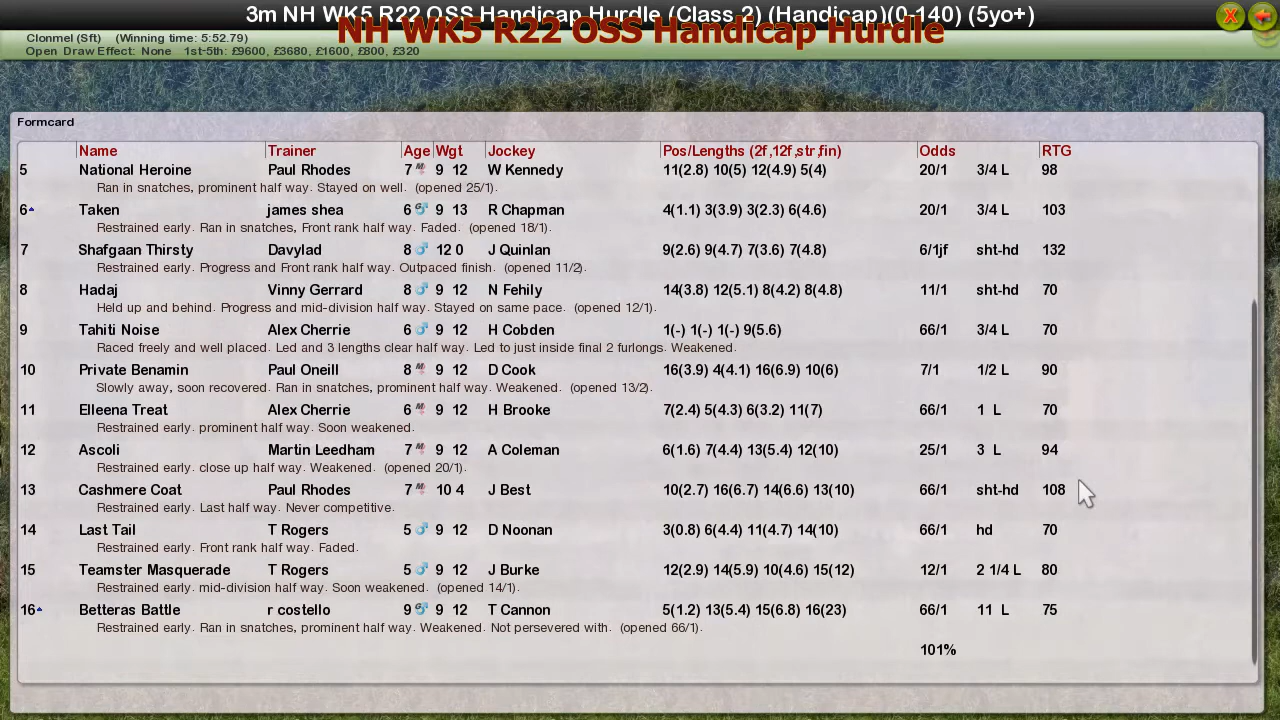 3m NH WK5 R22 OSS Handicap Hurdle (Class 2) (Handicap)(0-140) (5yo+)
NH WK5 R22 OSS Handicap Hurdle
Clonmel (Sft) (Winning time: 5:52.79)
Open Draw Effect: None 1st-5th: £9600, £3680, £1600, £800, £320
Formcard
Name Trainer Age Wgt Jockey Pos/Lengths (2f,12f,str,fin) Odds RTG
5 National Heroine Paul Rhodes 7 9 12 W Kennedy 11(2.8) 10(5) 12(4.9) 5(4) 20/1 3/4 L 98
Ran in snatches, prominent half way. Stayed on well. (opened 25/1).
6 Taken james shea 6 9 13 R Chapman 4(1.1) 3(3.9) 3(2.3) 6(4.6) 20/1 3/4 L 103
Restrained early. Ran in snatches, Front rank half way. Faded. (opened 18/1).
7 Shafgaan Thirsty Davylad 8 12 0 J Quinlan 9(2.6) 9(4.7) 7(3.6) 7(4.8) 6/1jf sht-hd 132
Restrained early. Progress and Front rank half way. Outpaced finish. (opened 11/2).
8 Hadaj Vinny Gerrard 8 9 12 N Fehily 14(3.8) 12(5.1) 8(4.2) 8(4.8) 11/1 sht-hd 70
Held up and behind. Progress and mid-division half way. Stayed on same pace. (opened 12/1).
9 Tahiti Noise Alex Cherrie 6 9 12 H Cobden 1(-) 1(-) 1(-) 9(5.6) 66/1 3/4 L 70
Raced freely and well placed. Led and 3 lengths clear half way. Led to just inside final 2 furlongs. Weakened.
10 Private Benamin Paul Oneill 8 9 12 D Cook 16(3.9) 4(4.1) 16(6.9) 10(6) 7/1 1/2 L 90
Slowly away, soon recovered. Ran in snatches, prominent half way. Weakened. (opened 13/2).
11 Elleena Treat Alex Cherrie 6 9 12 H Brooke 7(2.4) 5(4.3) 6(3.2) 11(7) 66/1 1 L 70
Restrained early. prominent half way. Soon weakened.
12 Ascoli Martin Leedham 7 9 12 A Coleman 6(1.6) 7(4.4) 13(5.4) 12(10) 25/1 3 L 94
Restrained early. close up half way. Weakened. (opened 20/1).
13 Cashmere Coat Paul Rhodes 7 10 4 J Best 10(2.7) 16(6.7) 14(6.6) 13(10) 66/1 sht-hd 108
Restrained early. Last half way. Never competitive.
14 Last Tail T Rogers 5 9 12 D Noonan 3(0.8) 6(4.4) 11(4.7) 14(10) 66/1 hd 70
Restrained early. Front rank half way. Faded.
15 Teamster Masquerade T Rogers 5 9 12 J Burke 12(2.9) 14(5.9) 10(4.6) 15(12) 12/1 2 1/4 L 80
Restrained early. mid-division half way. Soon weakened. (opened 14/1).
16 Betteras Battle r costello 9 9 12 T Cannon 5(1.2) 13(5.4) 15(6.8) 16(23) 66/1 11 L 75
Restrained early. Ran in snatches, prominent half way. Weakened. Not persevered with. (opened 66/1).
101%